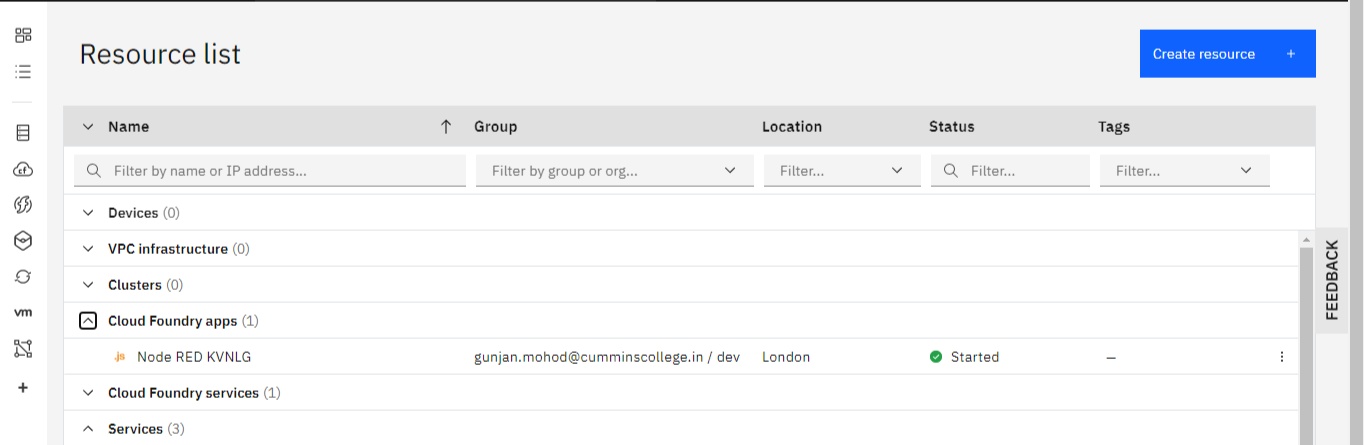 Resource list
Create resource +
Name Group Location Status Tags
Filter by name or IP address... Filter by group or org... Filter... Filter... Filter...
Devices (0)
VPC infrastructure (0)
Clusters (0)
Cloud Foundry apps (1)
JS Node RED KVNLG gunjan.mohod@cumminscollege.in / dev London Started –
Cloud Foundry services (1)
Services (3)
cf
vm
FEEDBACK